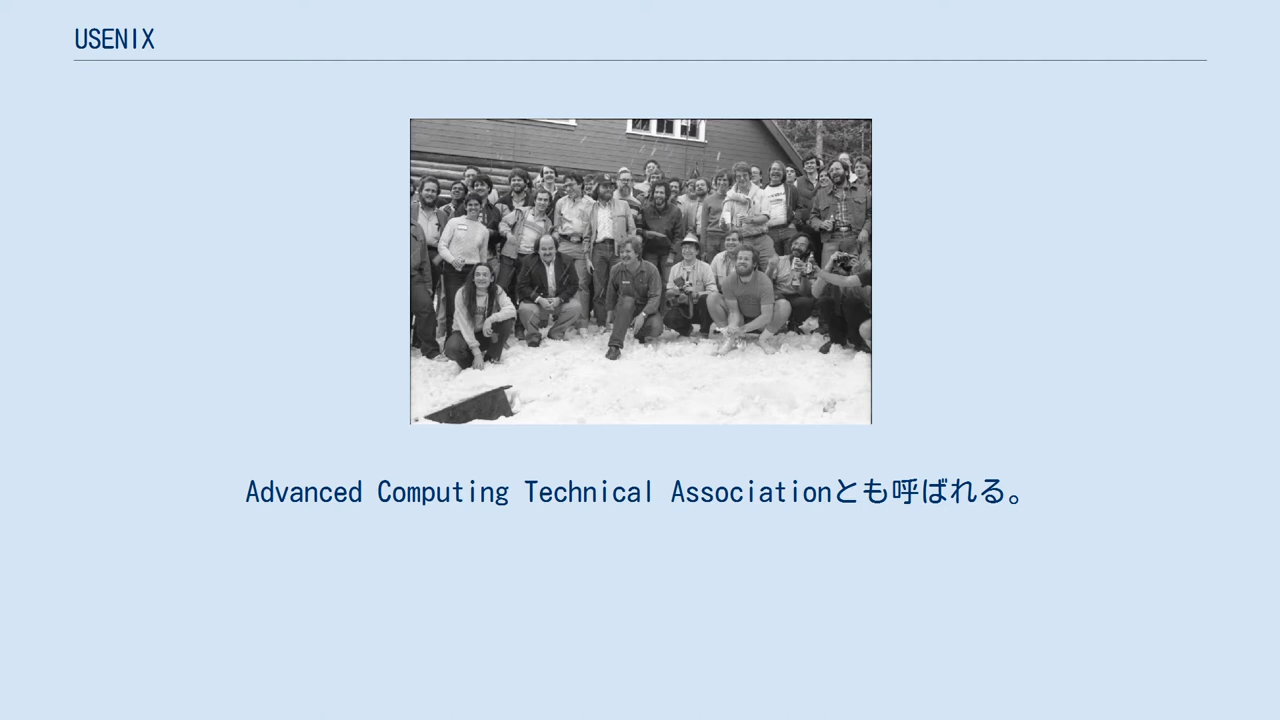 USENIX
Advanced Computing Technical Associationとも呼ばれる。